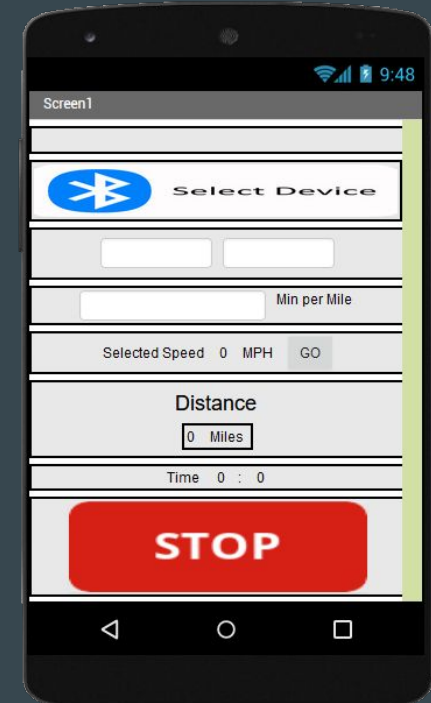 9:48
Screen1
Select Device
Min per Mile
Selected Speed 0 MPH GO
Distance
0 Miles
Time 0 : 0
STOP